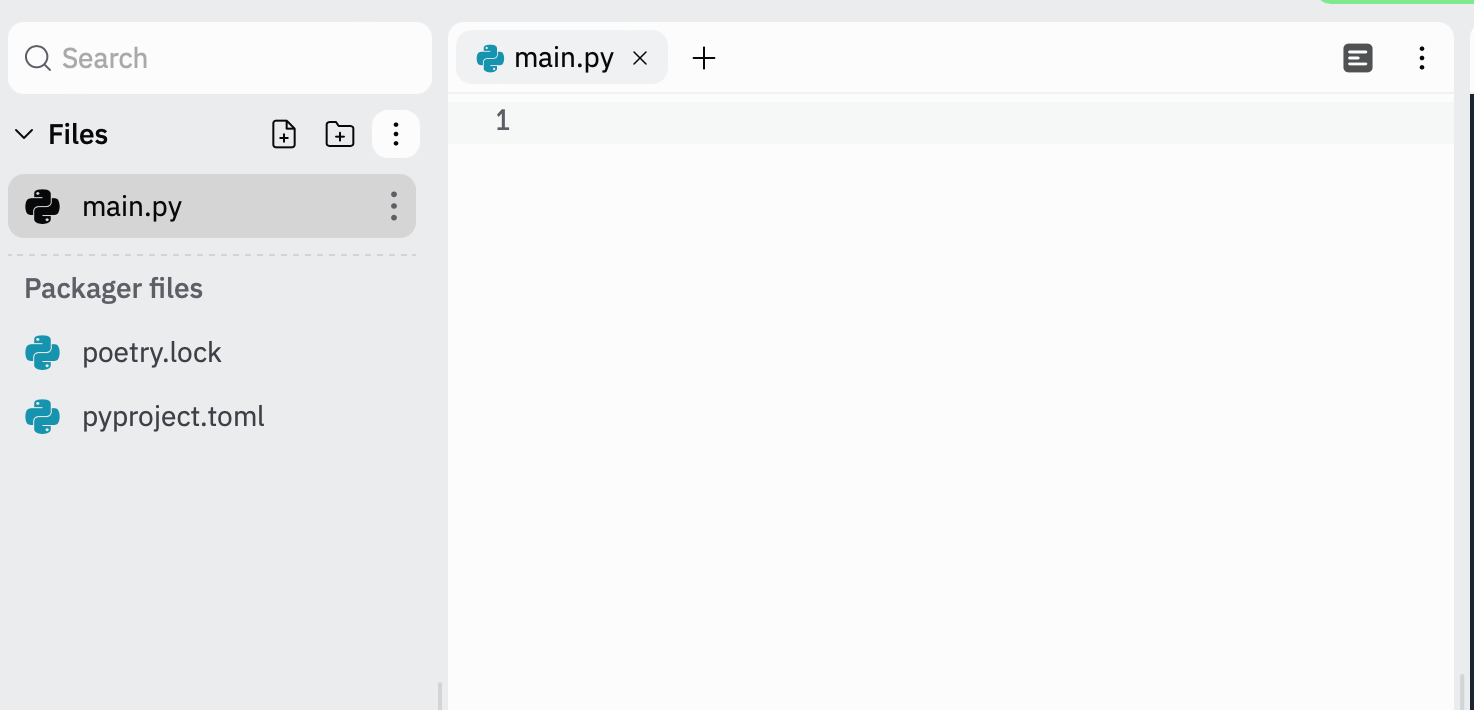 Search
Files
main.py
Packager files
poetry.lock
pyproject.toml
main.py
1